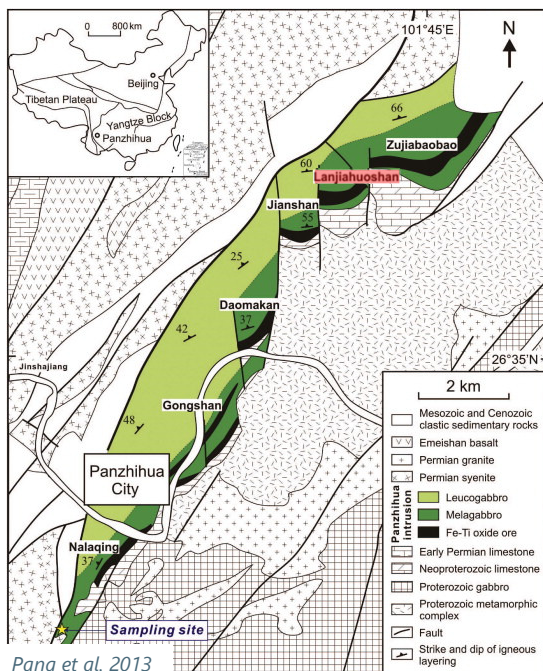 0 800 km
Beijing
Tibetan Plateau
Yangtze Block
Panzhihua
101°45'E
N
66
Zujiabaobao
60
Lanjiahuoshan
Jianshan
55
25
Daomakan
37
42
26°35'N
Jinshajiang
Gongshan
48
Panzhihua
City
Nalaqing
37
Sampling site
Pang et al. 2013
2 km
Mesozoic and Cenozoic
clastic sedimentary rocks
Emeishan basalt
Permian granite
Permian syenite
Panzhihua
Intrusion
Leucogabbro
Melagabbro
Fe-Ti oxide ore
Early Permian limestone
Neoproterozoic limestone
Proterozoic gabbro
Proterozoic metamorphic
complex
Fault
Strike and dip of igneous
layering